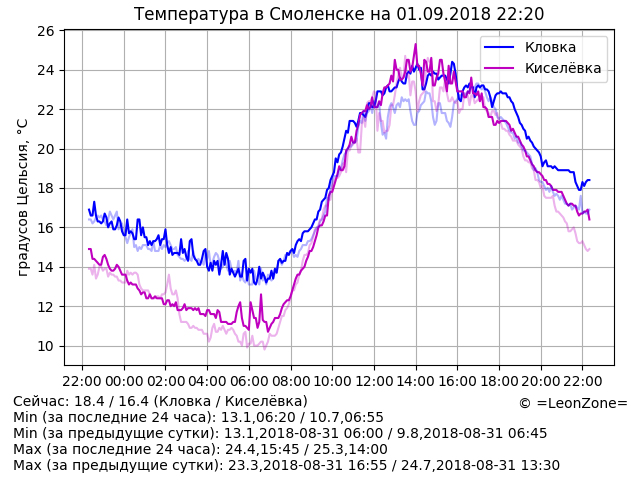 Температура в Смоленске на 01.09.2018 22:20
градусов Цельсия, °C
26
24
22
20
18
16
14
12
10
Кловка
Киселёвка
22:00 00:00 02:00 04:00 06:00 08:00 10:00 12:00 14:00 16:00 18:00 20:00 22:00
Сейчас: 18.4 / 16.4 (Кловка / Киселёвка)
© =LeonZone=
Min (за последние 24 часа): 13.1,06:20 / 10.7,06:55
Min (за предыдущие сутки): 13.1,2018-08-31 06:00 / 9.8,2018-08-31 06:45
Max (за последние 24 часа): 24.4,15:45 / 25.3,14:00
Max (за предыдущие сутки): 23.3,2018-08-31 16:55 / 24.7,2018-08-31 13:30